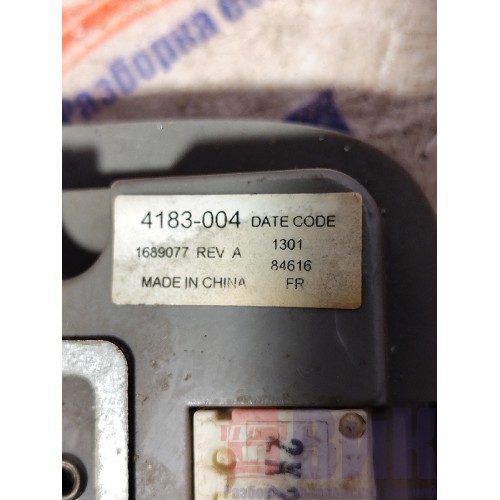 Разборка
4183-004 DATE CODE
1689077 REV A 1301
84616
MADE IN CHINA FR